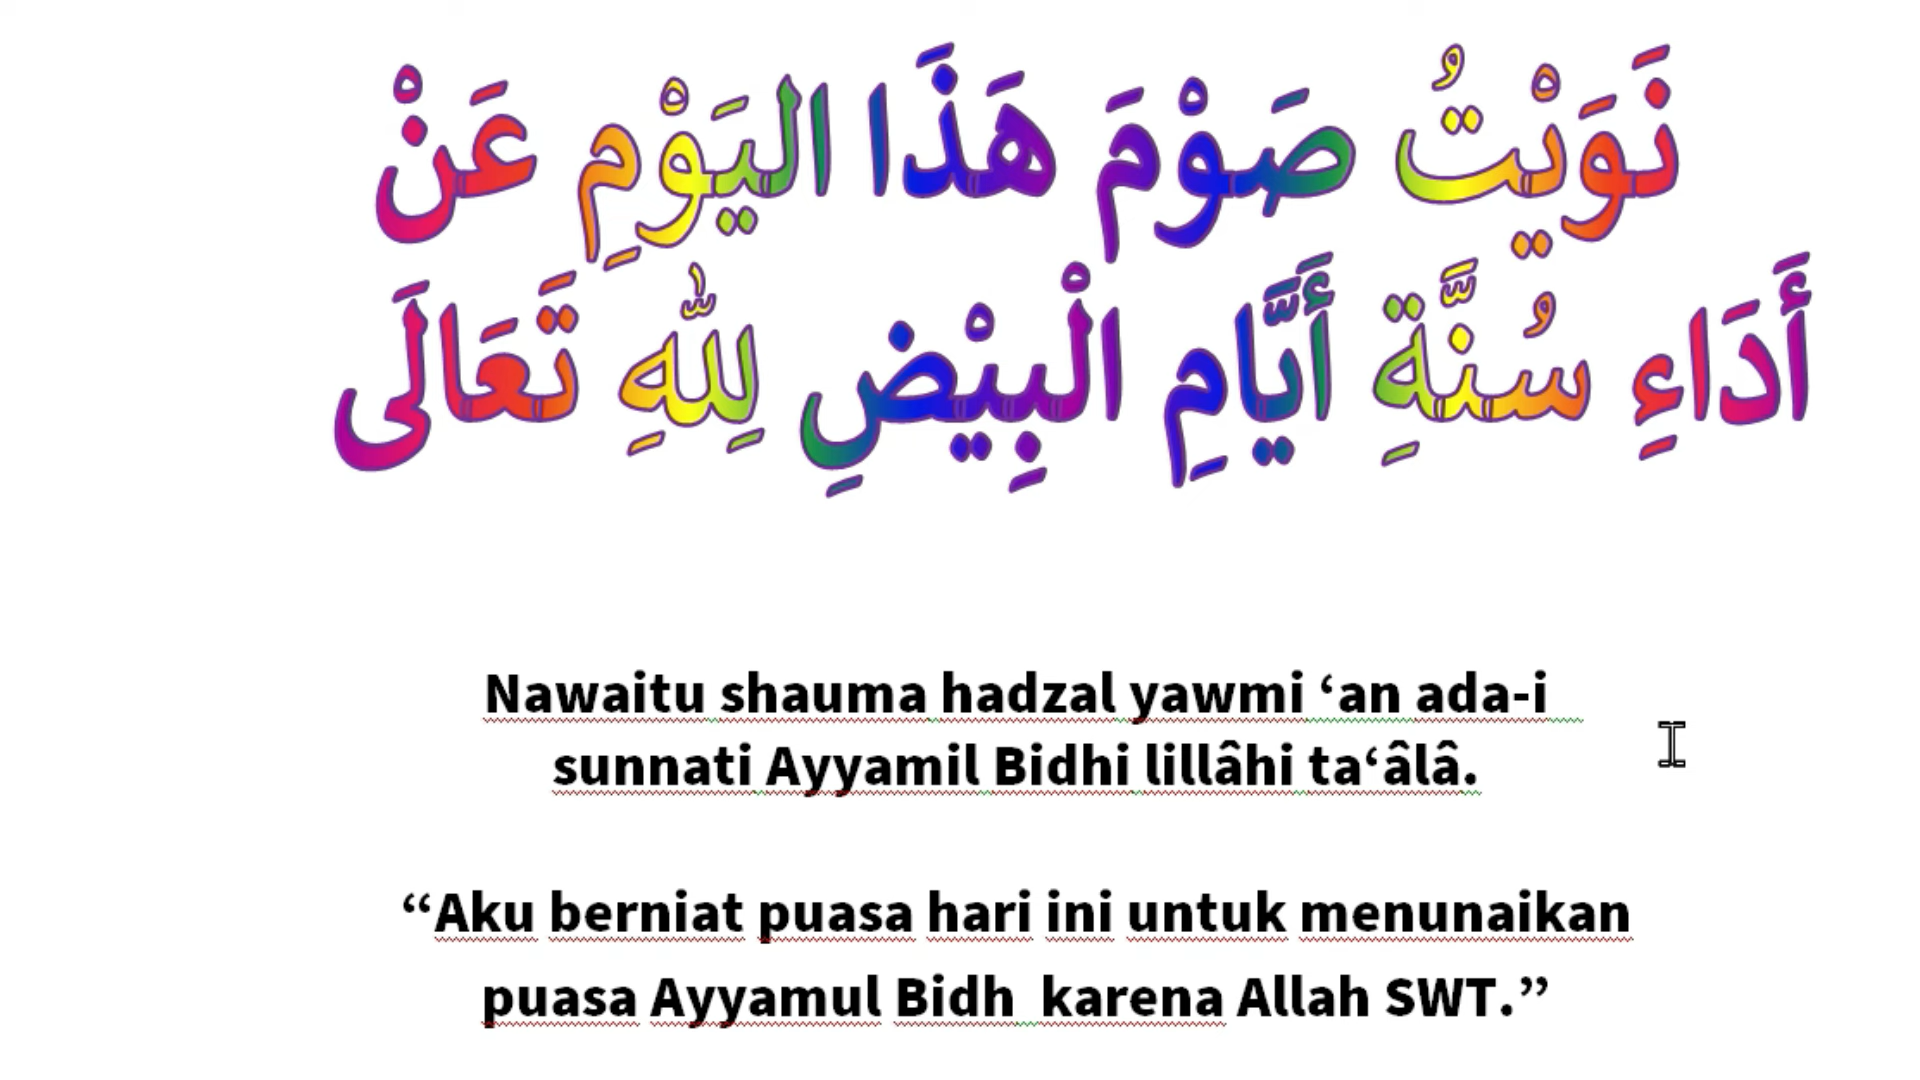 نَوَيْتُ صَوْمَ هَذَا اليَوْمِ عَنْ
أَدَاءِ سُنَّةِ أَيَّامِ الْبِيْضِ لِلّٰهِ تَعَالَى
Nawaitu shauma hadzal yawmi ‘an ada-i
sunnati Ayyamil Bidhi lillâhi ta‘âlâ.
“Aku berniat puasa hari ini untuk menunaikan
puasa Ayyamul Bidh  karena Allah SWT.”